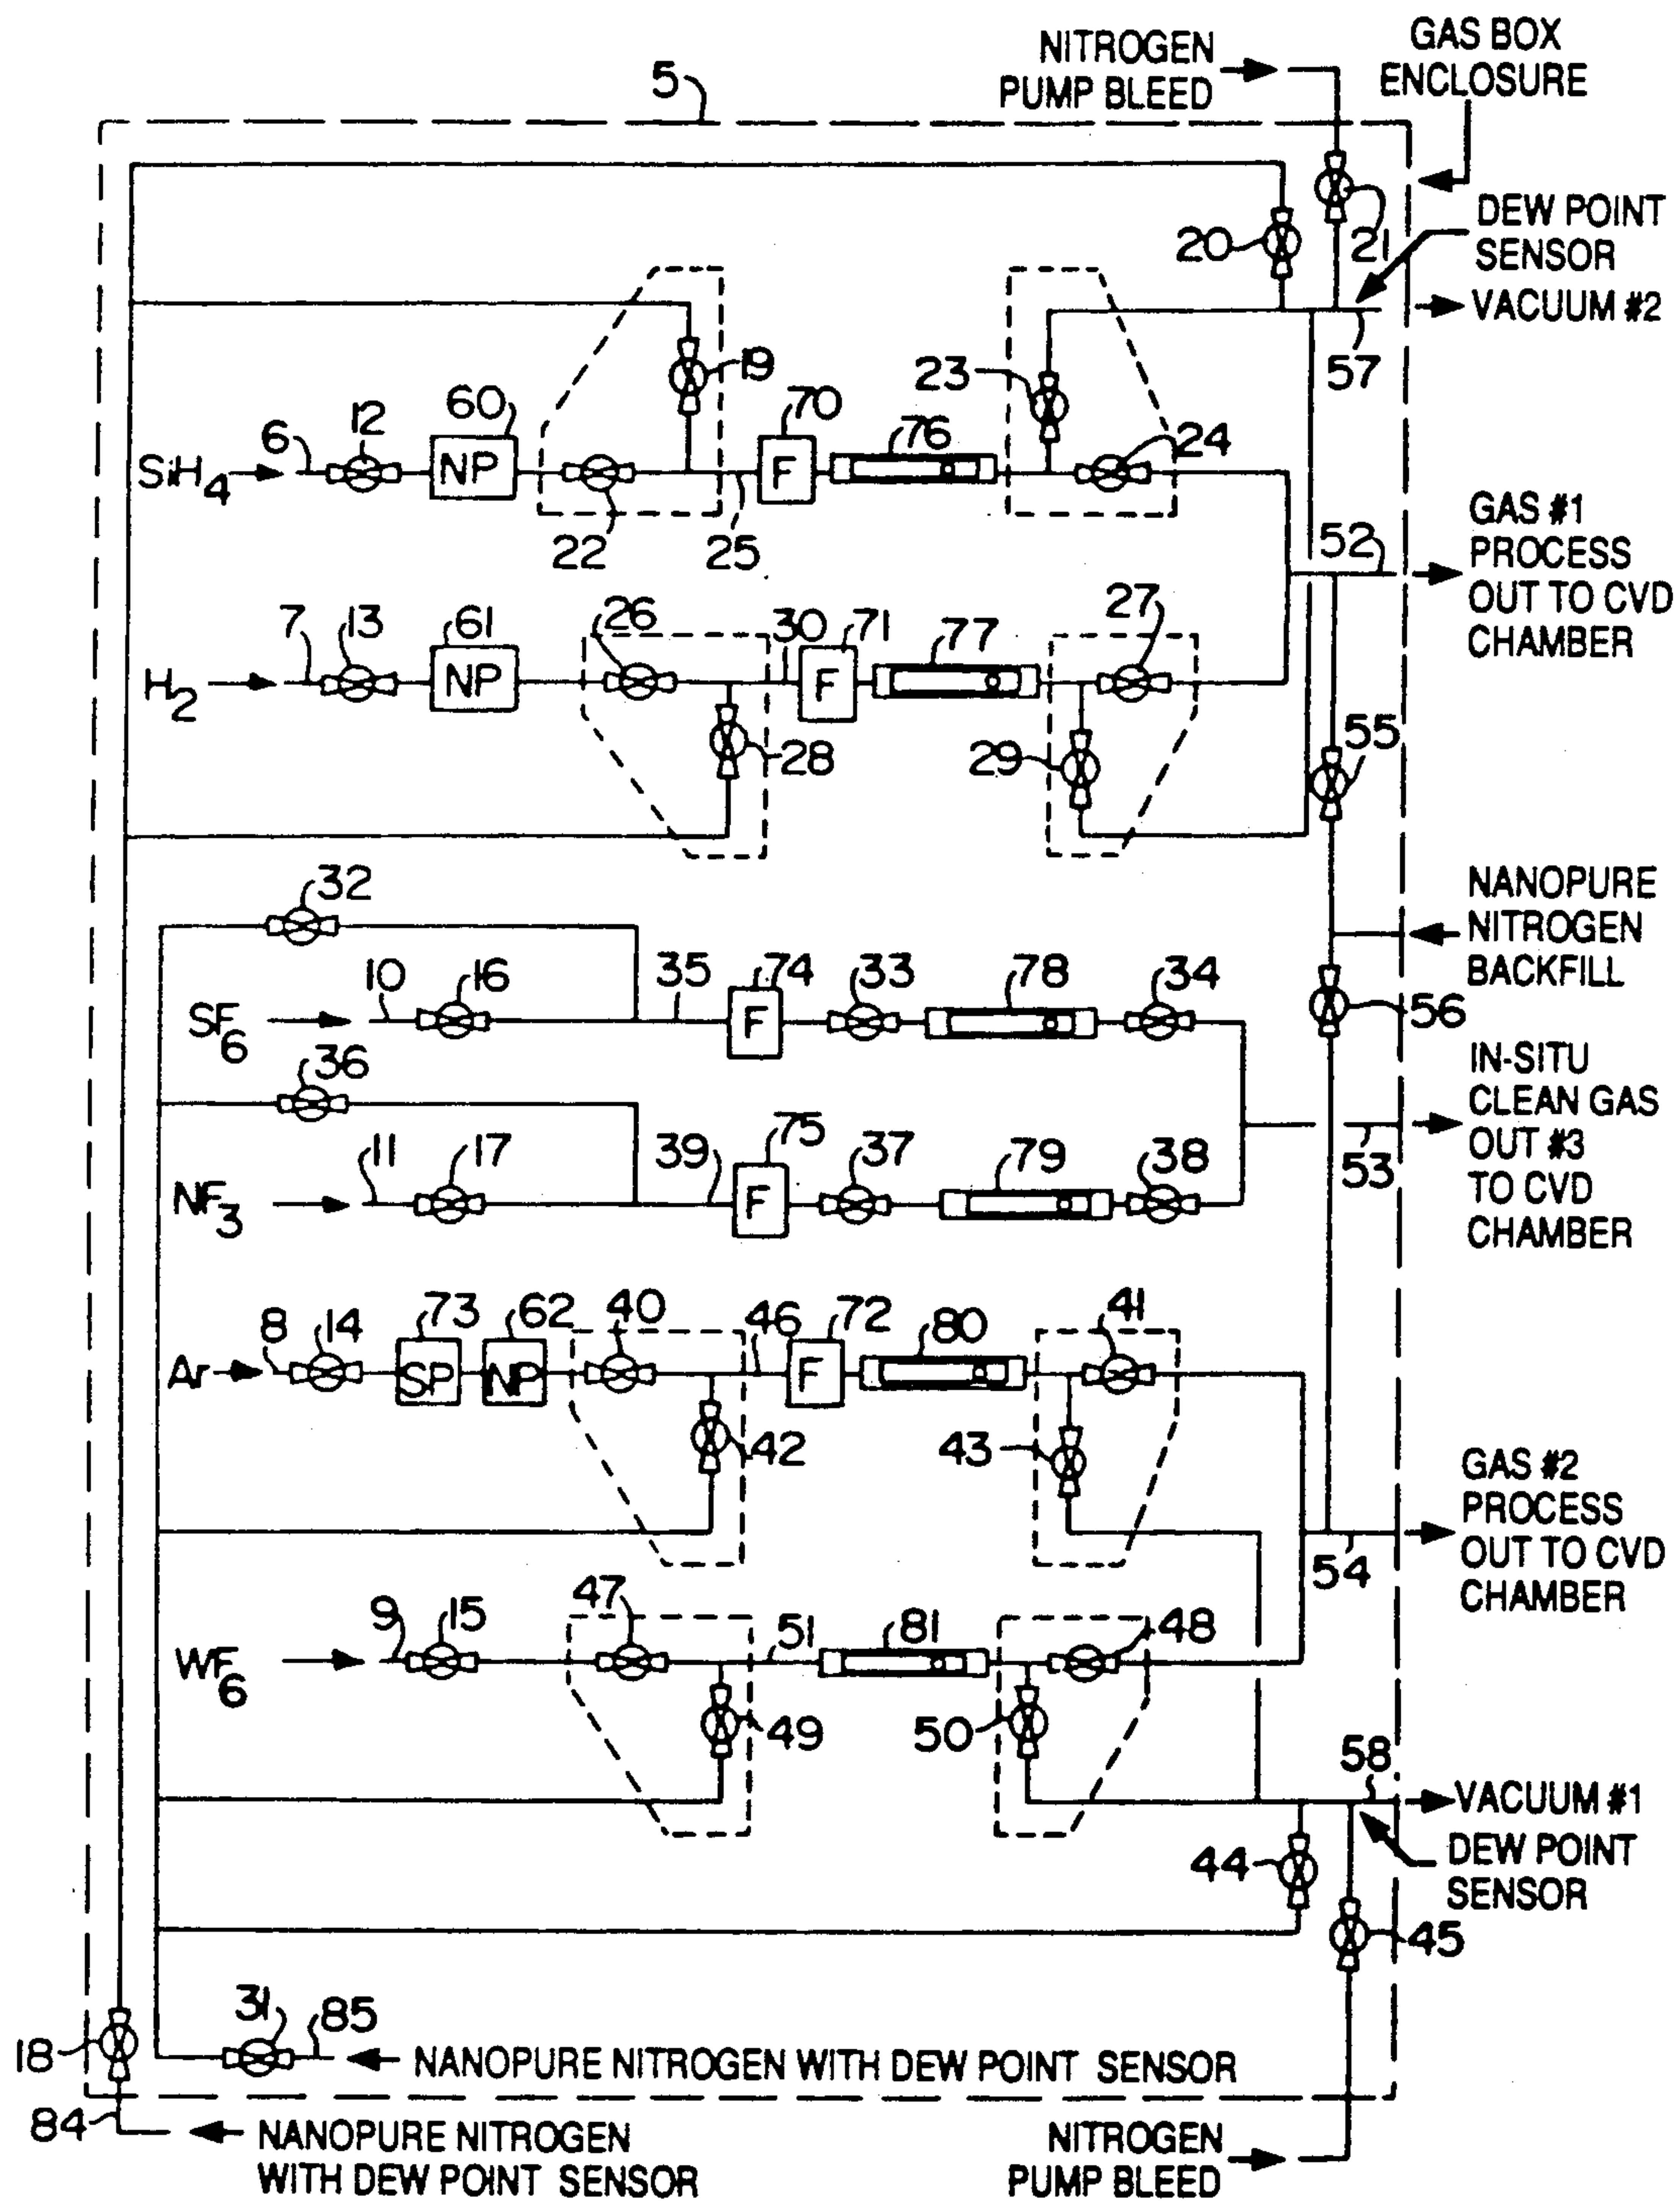 NITROGEN
PUMP BLEED
GAS BOX
ENCLOSURE
5
20
21
DEW POINT
SENSOR
VACUUM #2
57
19
23
SiH4
6
12
60
NP
22
25
70
F
76
24
52
GAS #1
PROCESS
OUT TO CVD
CHAMBER
H2
7
13
61
NP
26
30
71
F
77
27
28
29
55
32
NANOPURE
NITROGEN
BACKFILL
SF6
10
16
35
74
F
33
78
34
56
36
IN-SITU
CLEAN GAS
OUT #3
TO CVD
CHAMBER
53
NF3
11
17
39
75
F
37
79
38
Ar
8
14
73
SP
62
NP
40
46
72
F
80
41
42
43
GAS #2
PROCESS
OUT TO CVD
CHAMBER
54
WF6
9
15
47
51
81
48
49
50
58
VACUUM #1
DEW POINT
SENSOR
44
45
18
31
85
NANOPURE NITROGEN WITH DEW POINT SENSOR
84
NANOPURE NITROGEN
WITH DEW POINT SENSOR
NITROGEN
PUMP BLEED